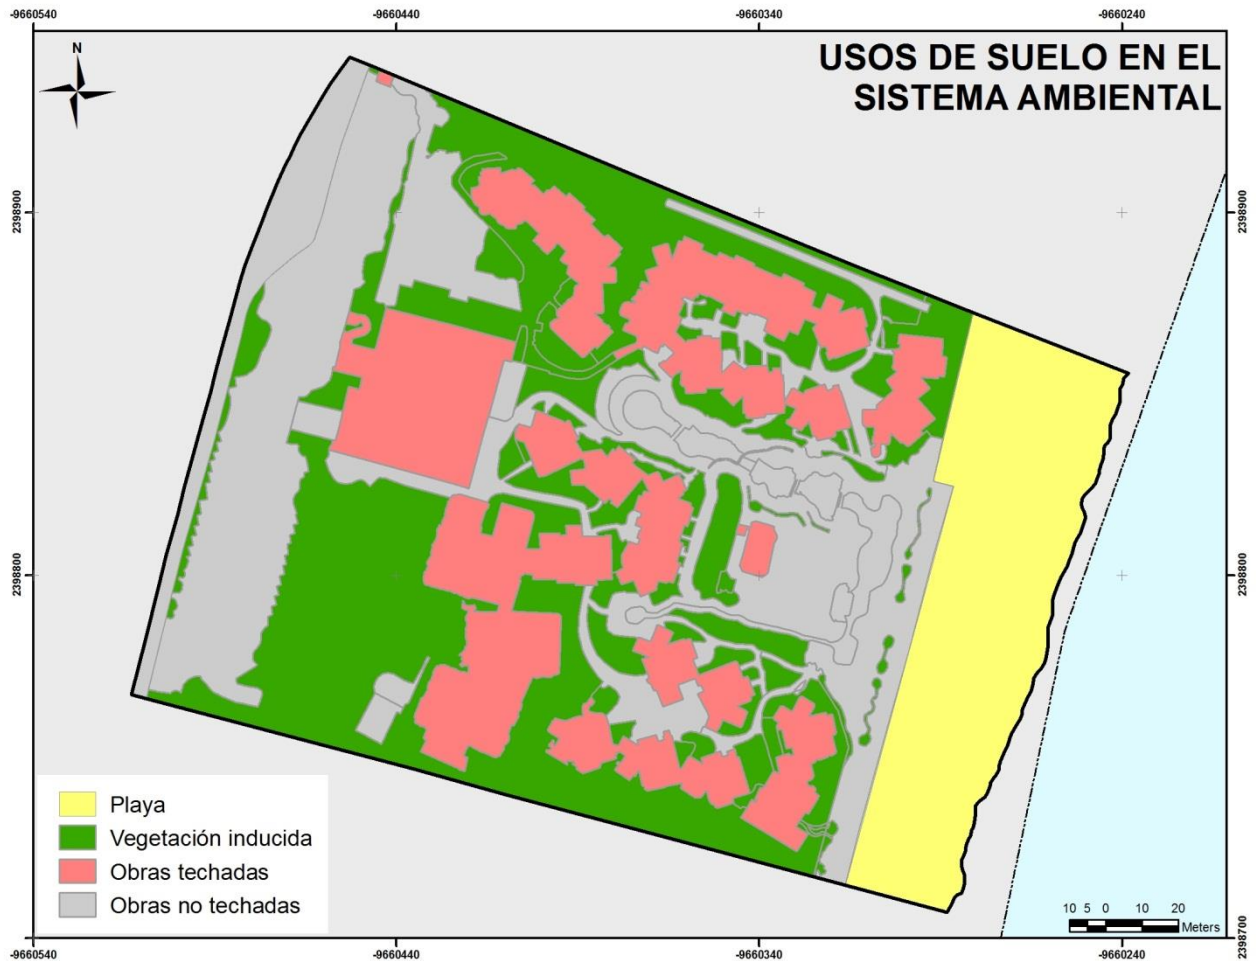 -9660540 -9660440 -9660340 -9660240
USOS DE SUELO EN EL
SISTEMA AMBIENTAL
N
2398900 2398900
2398800 2398800
Playa
Vegetación inducida
Obras techadas
Obras no techadas
10 5 0 10 20
Meters
2398700
-9660540 -9660440 -9660340 -9660240